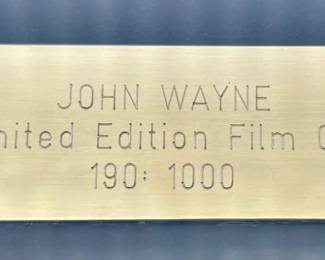 JOHN WAYNE
nited Edition Film C
190: 1000